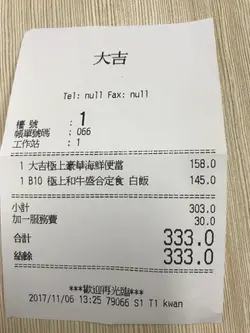 大吉
Tel: null Fax: null
檯 號 : 1
帳單號碼 : 066
工作站 : 1
1 大吉極上豪華海鮮便當 158.0
1 B10 極上和牛盛合定食 白飯 145.0
小計 303.0
加一服務費 30.0
合計 333.0
結餘 333.0
***歡迎再光臨***
2017/11/06 13:25 79066 S1 T1 kwan